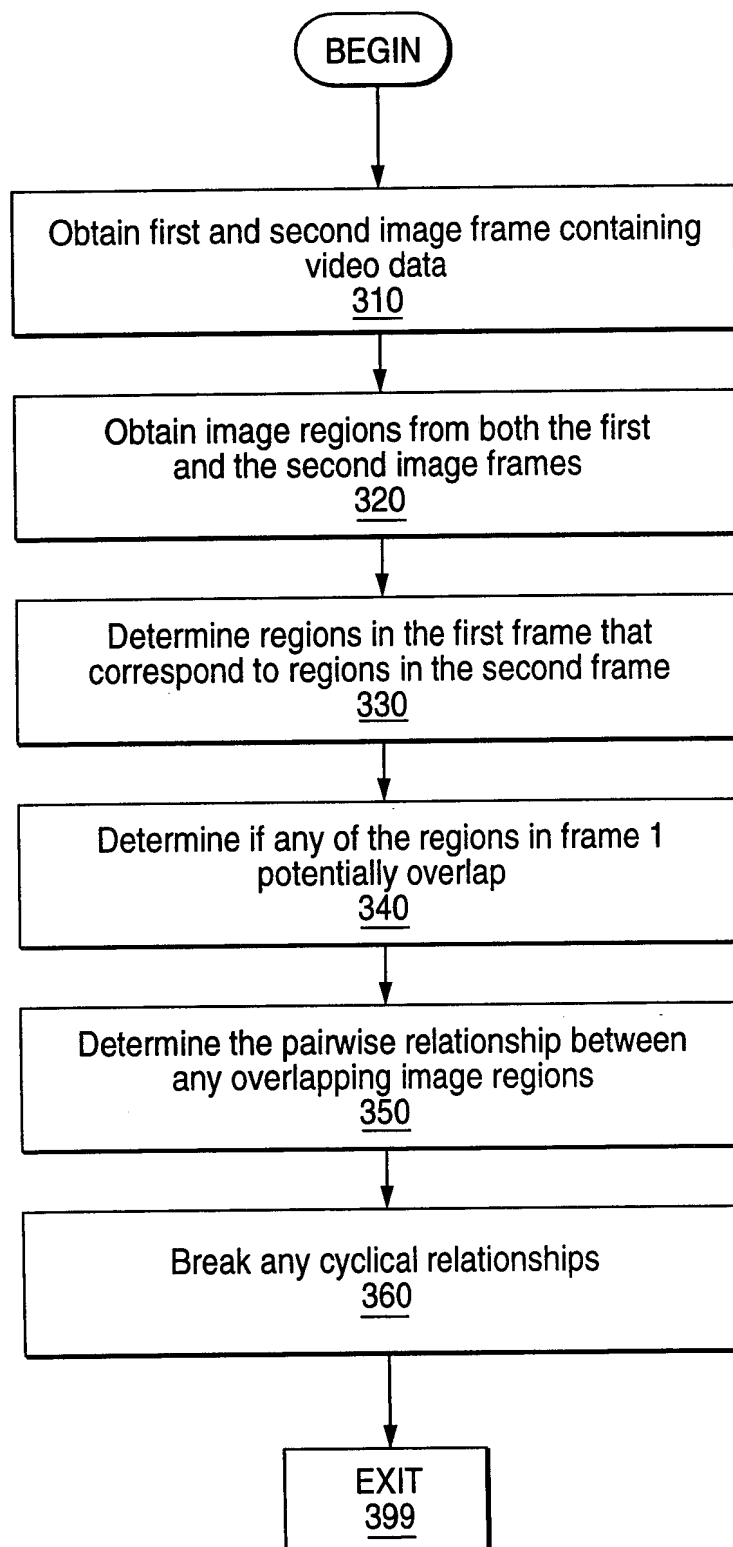 BEGIN
Obtain first and second image frame containing
video data
310
Obtain image regions from both the first
and the second image frames
320
Determine regions in the first frame that
correspond to regions in the second frame
330
Determine if any of the regions in frame 1
potentially overlap
340
Determine the pairwise relationship between
any overlapping image regions
350
Break any cyclical relationships
360
EXIT
399